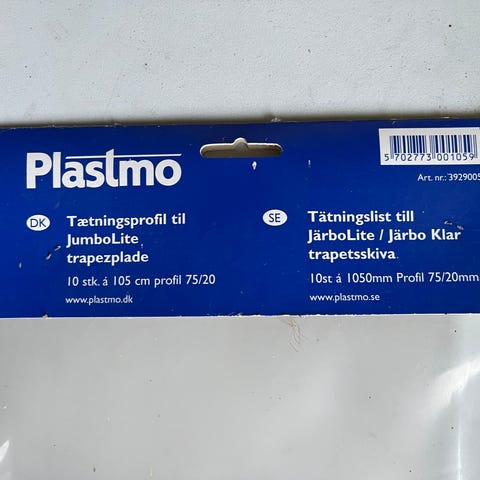 Plastmo
5 702773 001059
Art. nr.: 3929005
DK
Tætningsprofil til
JumboLite
trapezplade
10 stk. á 105 cm profil 75/20
www.plastmo.dk
SE
Tätningslist till
JärboLite / Järbo Klar
trapetsskiva
10st á 1050mm Profil 75/20mm
www.plastmo.se